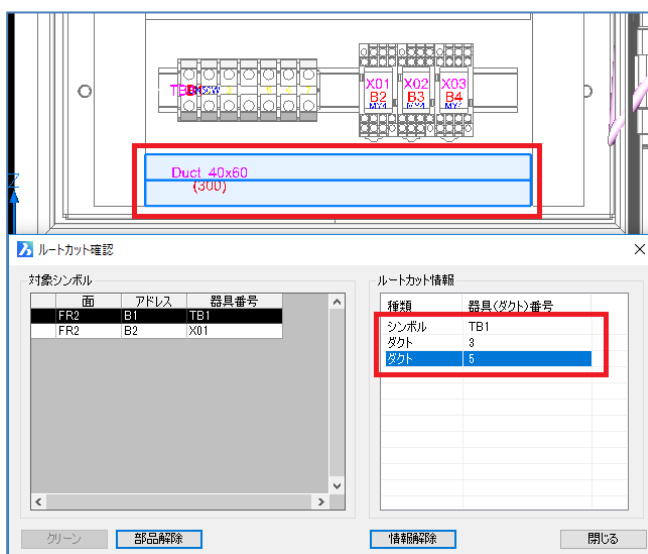 X01 X02 X03
B2 B3 B4
MY4 MY4 MY4
Duct 40x60
(300)
Z
ルートカット確認
対象シンボル
面 アドレス 器具番号
FR2 B1 TB1
FR2 B2 X01
ルートカット情報
種類 器具(ダクト)番号
シンボル TB1
ダクト 3
ダクト 5
クリーン 部品解除 情報解除 閉じる